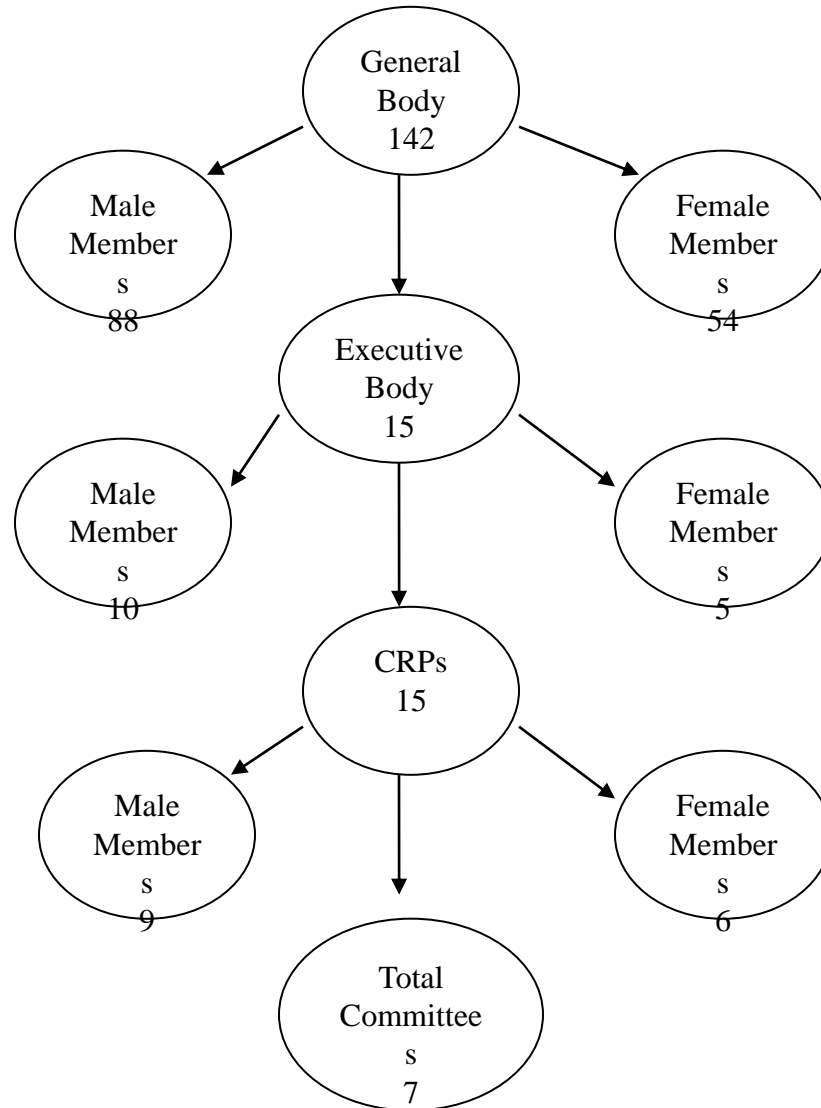 General
Body
142
Male
Member
s
88
Female
Member
s
54
Executive
Body
15
Male
Member
s
10
Female
Member
s
5
CRPs
15
Male
Member
s
9
Female
Member
s
6
Total
Committee
s
7